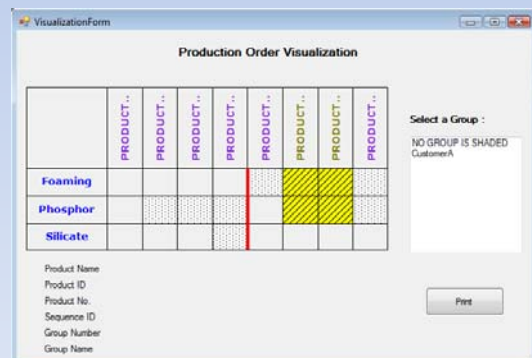 VisualizationForm
Production Order Visualization
PRODUCT.. PRODUCT.. PRODUCT.. PRODUCT.. PRODUCT.. PRODUCT.. PRODUCT.. PRODUCT..
Foaming
Phosphor
Silicate
Select a Group :
NO GROUP IS SHADED
CustomerA
Product Name
Product ID
Product No.
Sequence ID
Group Number
Group Name
Print